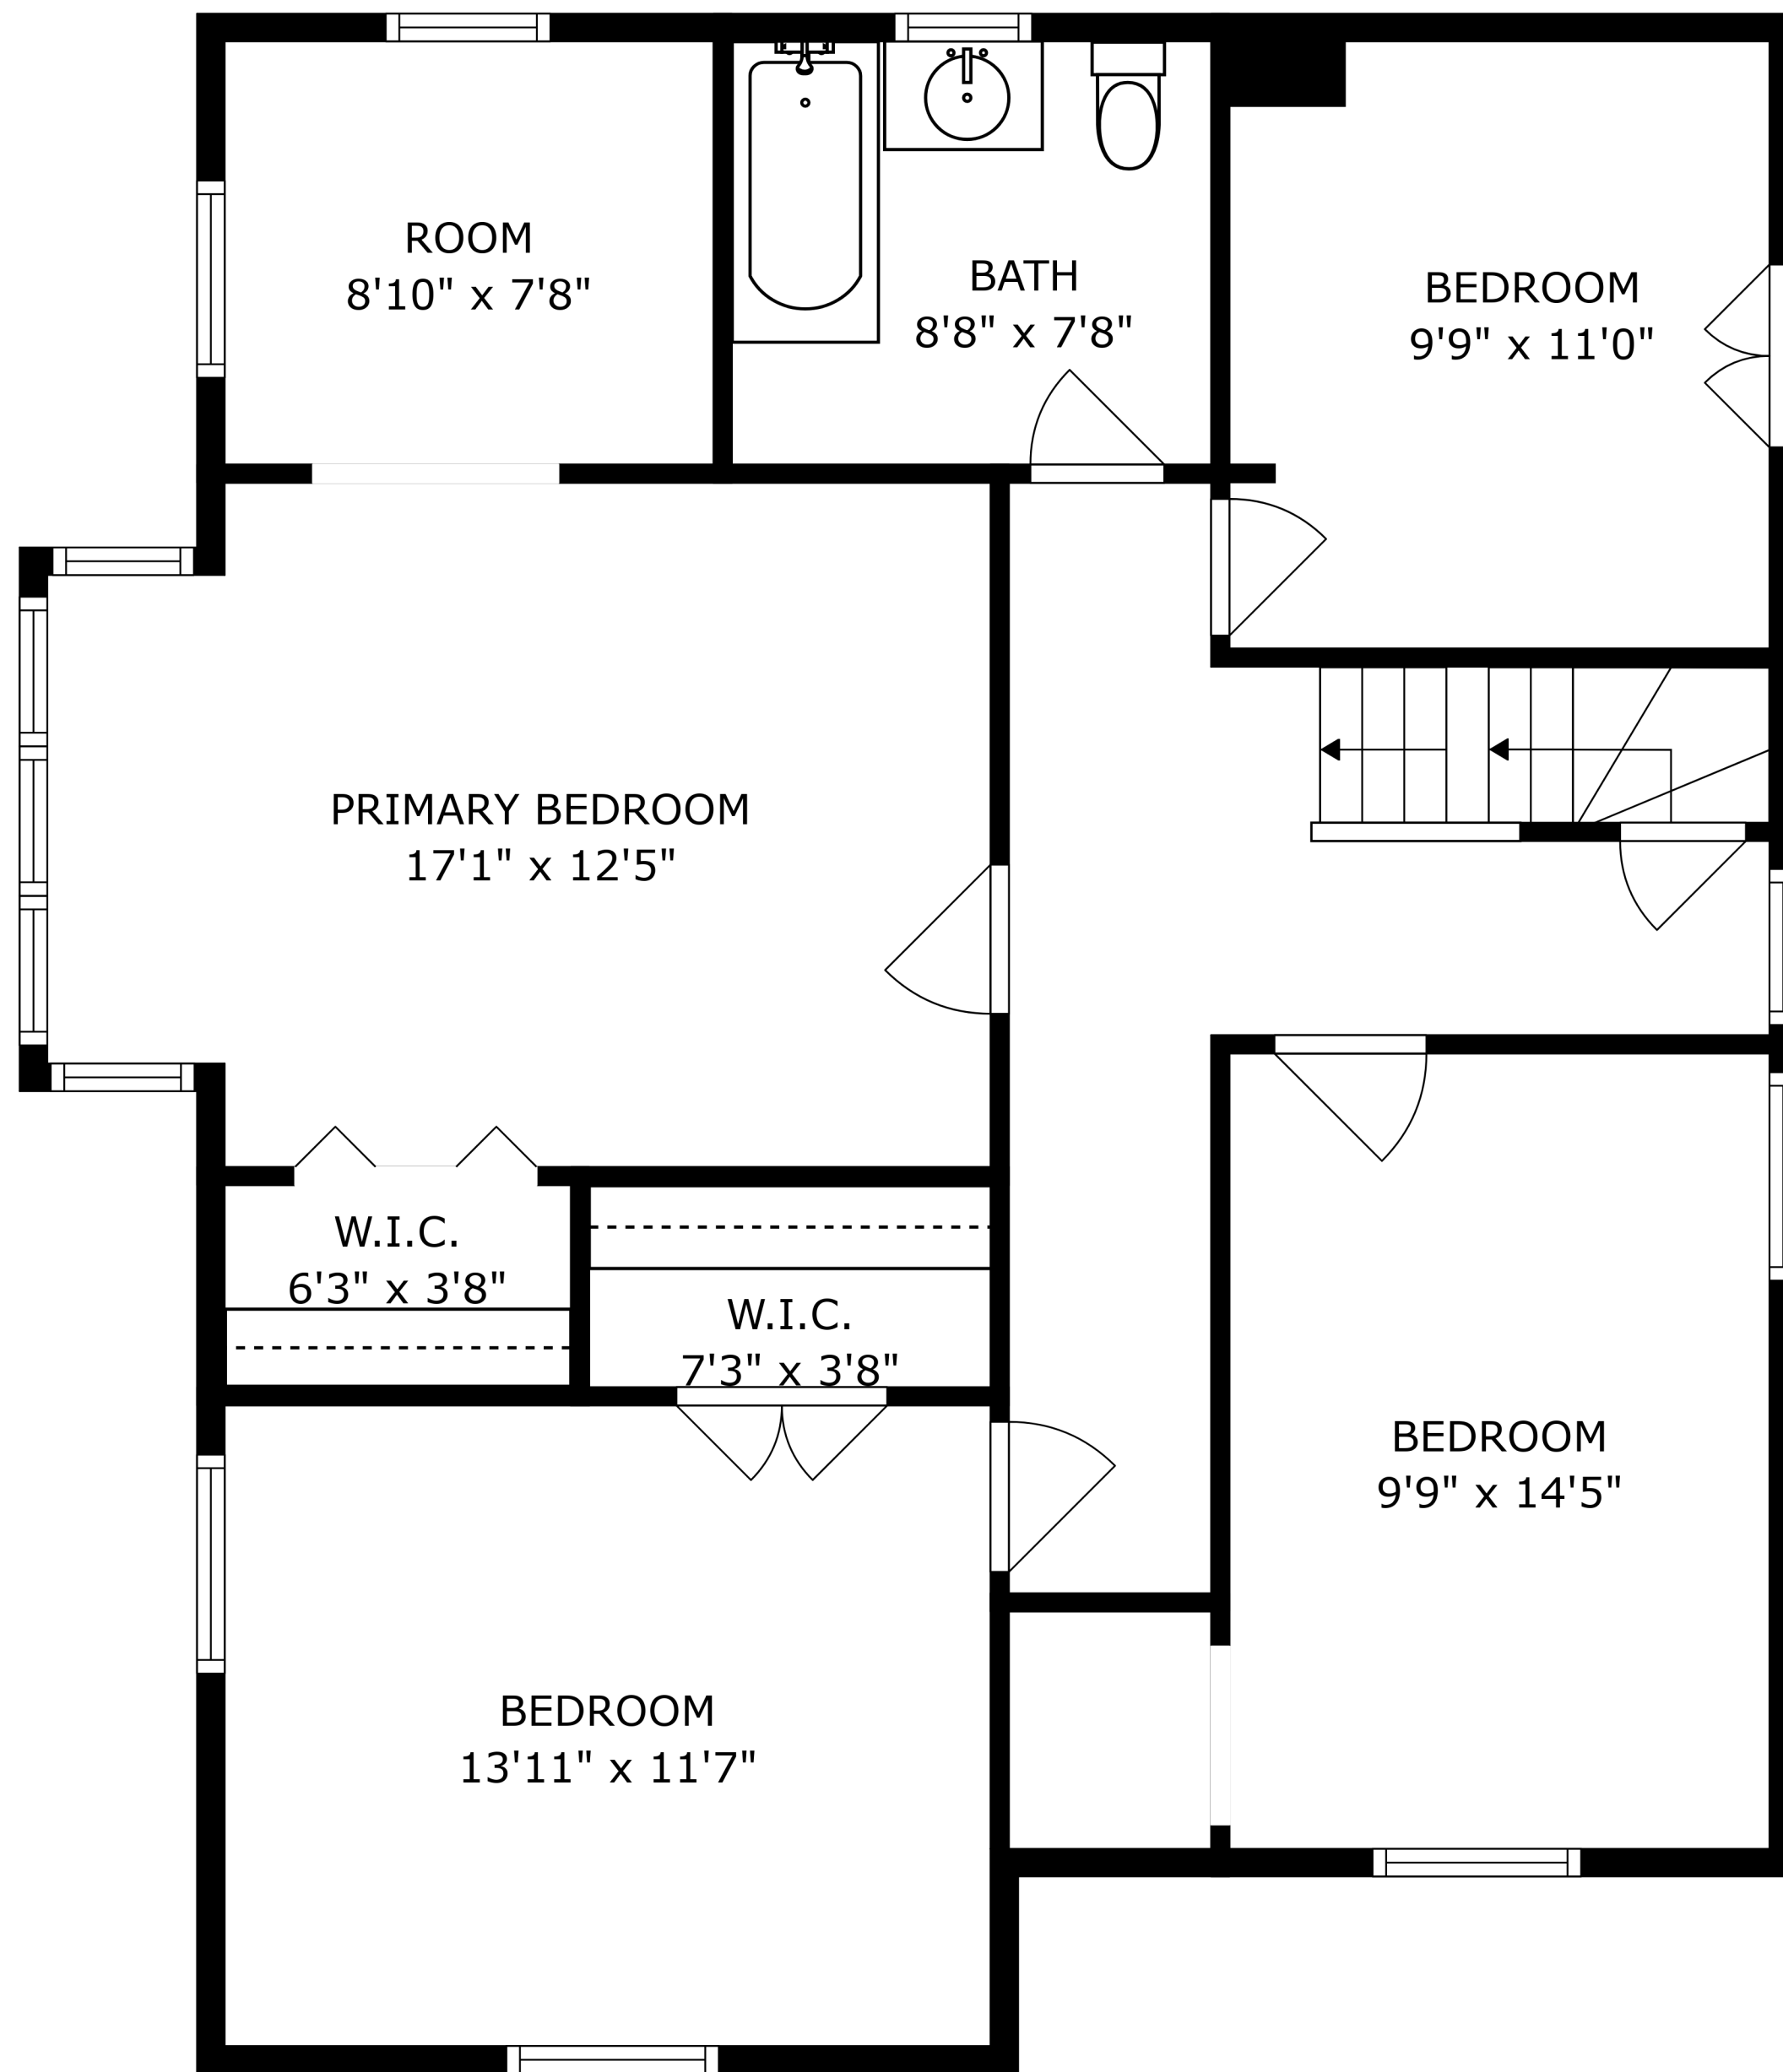 ROOM
8'10" x 7'8"
BATH
8'8" x 7'8"
BEDROOM
9'9" x 11'0"
PRIMARY BEDROOM
17'1" x 12'5"
W.I.C.
6'3" x 3'8"
W.I.C.
7'3" x 3'8"
BEDROOM
9'9" x 14'5"
BEDROOM
13'11" x 11'7"